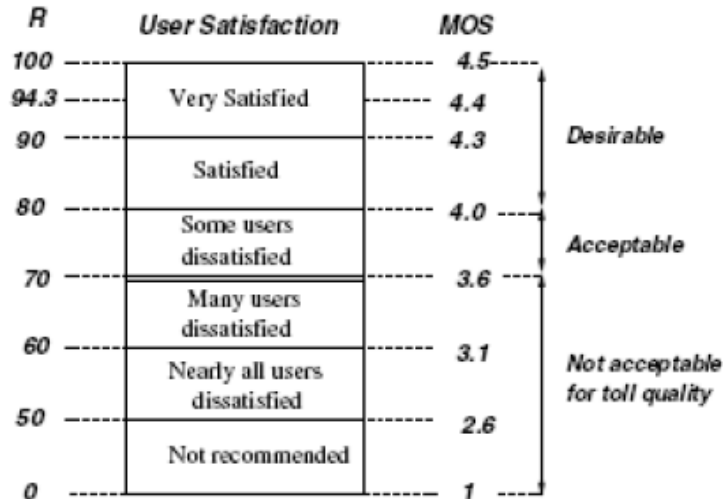 R User Satisfaction MOS
100 4.5
94.3 Very Satisfied 4.4
90 4.3
Desirable
Satisfied
80 4.0
Some users
dissatisfied
Acceptable
70 3.6
Many users
dissatisfied
60 3.1
Nearly all users
dissatisfied
Not acceptable
for toll quality
50 2.6
Not recommended
0 1